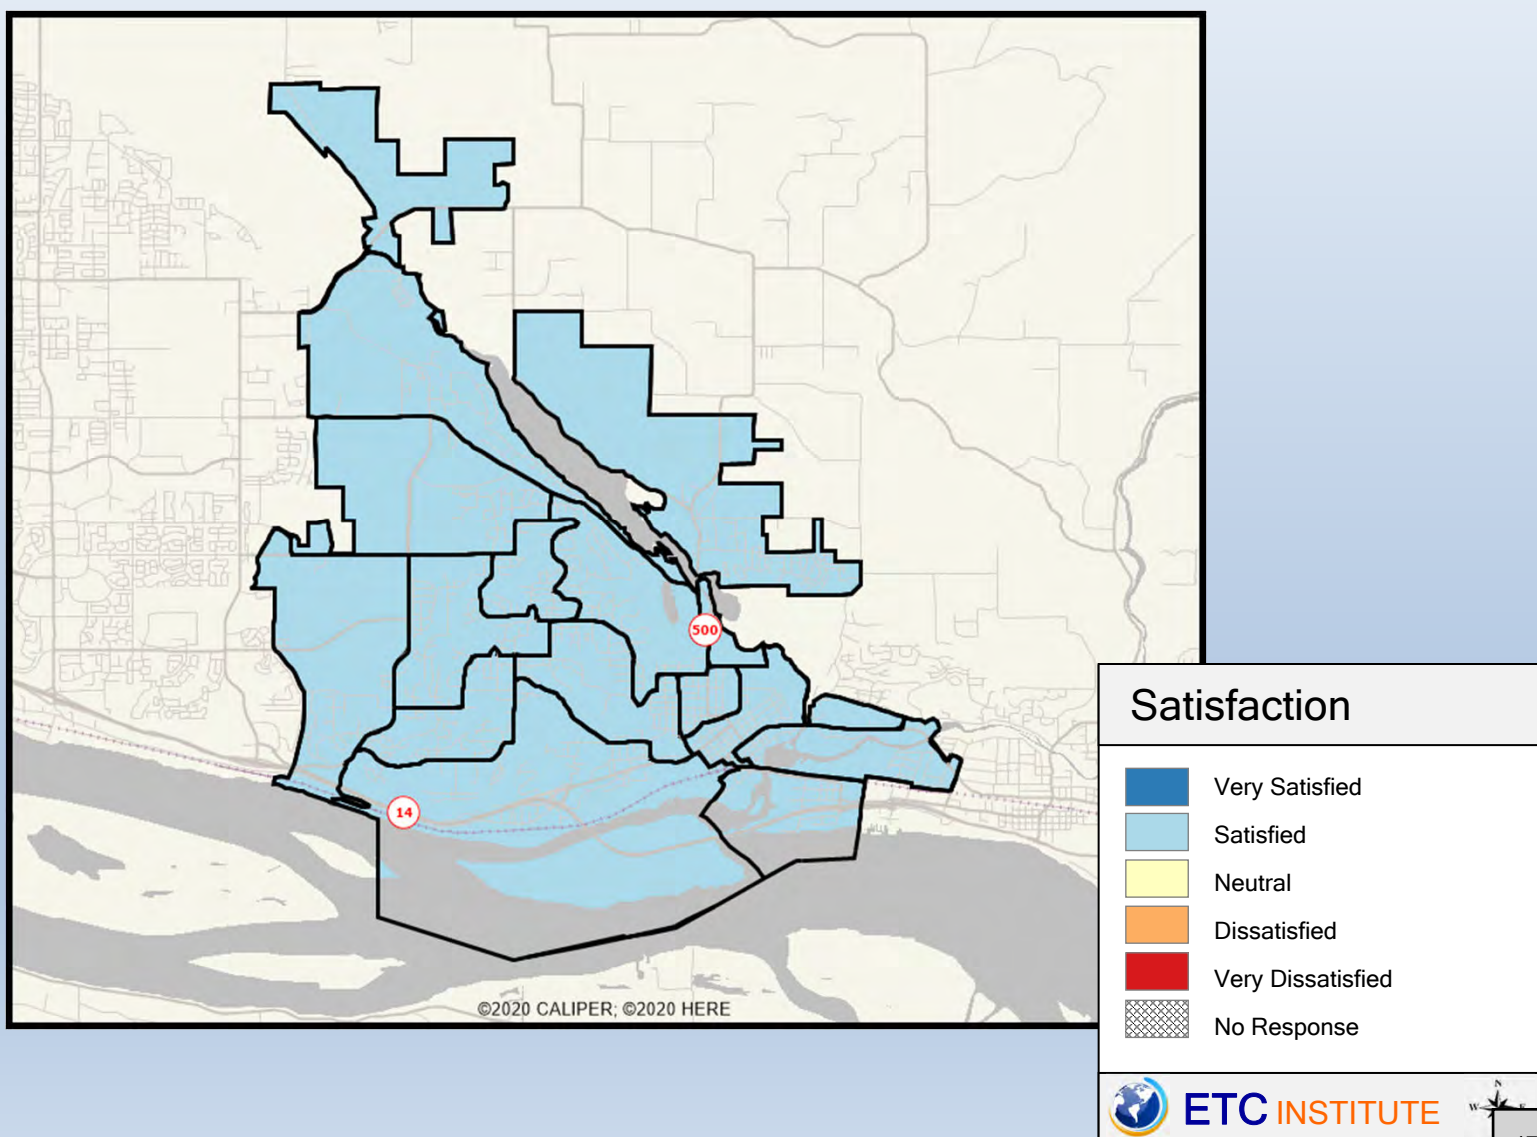 500
14
©2020 CALIPER; ©2020 HERE
Satisfaction
Very Satisfied
Satisfied
Neutral
Dissatisfied
Very Dissatisfied
No Response
ETC INSTITUTE
N
W E